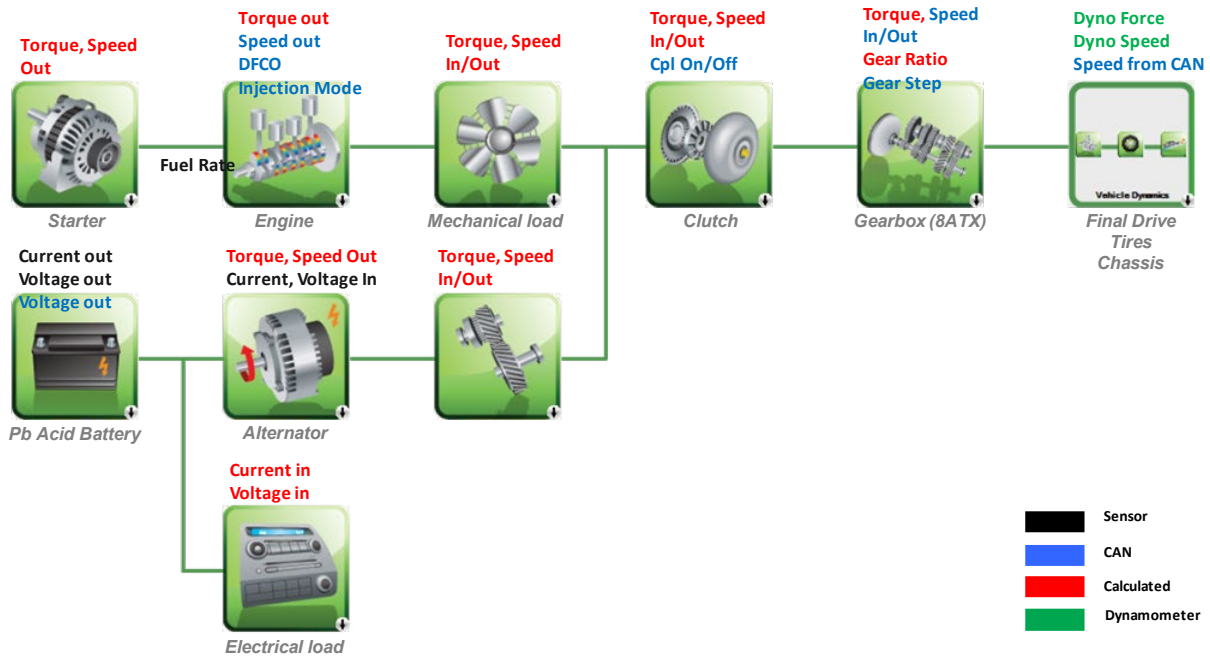 Torque, Speed
Out
Torque out
Speed out
DFCO
Injection Mode
Torque, Speed
In/Out
Torque, Speed
In/Out
Cpl On/Off
Torque, Speed
In/Out
Gear Ratio
Gear Step
Dyno Force
Dyno Speed
Speed from CAN
Fuel Rate
Vehicle Dynamics
Starter
Engine
Mechanical load
Clutch
Gearbox (8ATX)
Final Drive
Tires
Chassis
Current out
Voltage out
Voltage out
Torque, Speed Out
Current, Voltage In
Torque, Speed
In/Out
Pb Acid Battery
Alternator
Current in
Voltage in
Electrical load
Sensor
CAN
Calculated
Dynamometer